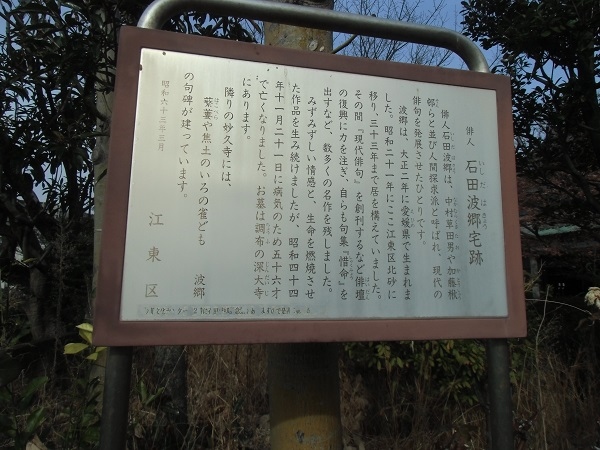 俳人 石田波郷宅跡
いしだはきょう
俳人石田波郷は、中村草田男や加藤楸
邨らと並び人間探求派と呼ばれ、現代の
俳句を発展させたひとりです。
波郷は、大正二年に愛媛県で生まれま
した。昭和二十一年にここ江東区北砂に
移り、三十三年まで居を構えていました。
その間『現代俳句』を創刊するなど俳壇
の復興に力を注ぎ、自らも句集『惜命』を
出すなど、数多くの名作を残しました。
みずみずしい情感と、生命を燃焼させ
た作品を生み続けましたが、昭和四十四
年十一月二十一日に病気のため五十六才
で亡くなりました。お墓は調布の深大寺
にあります。
隣りの妙久寺には、
葽や焦土のいろの雀ども 波郷
の句碑が建っています。
昭和六十三年三月
江東区